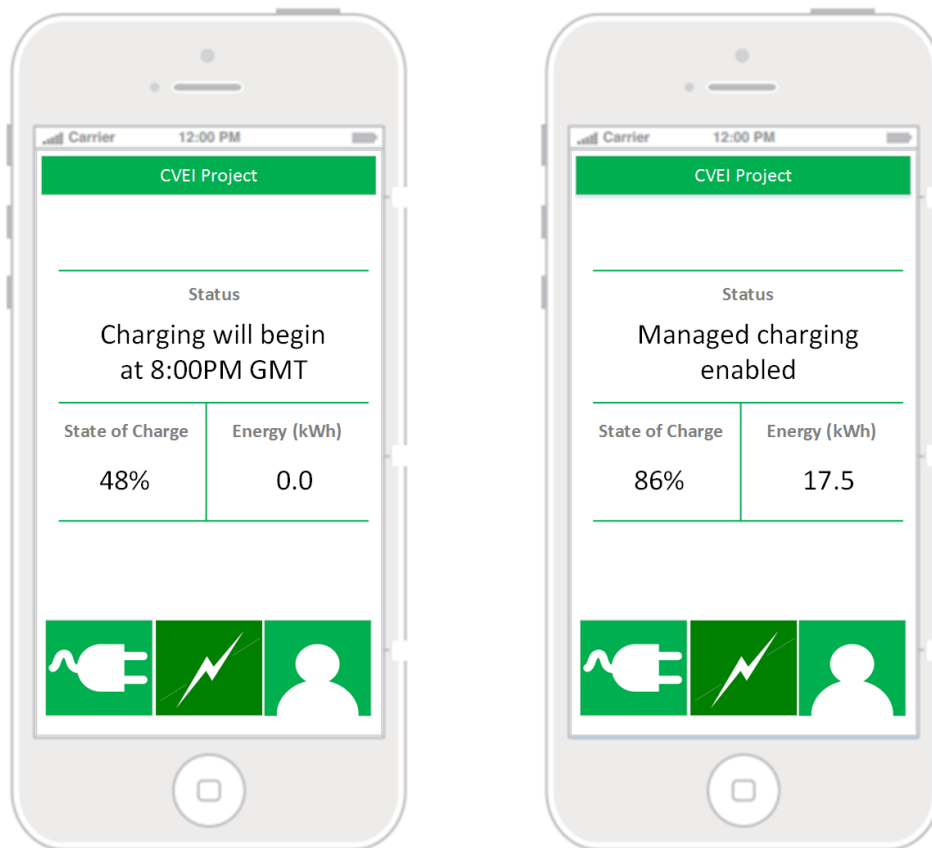 Carrier 12:00 PM
CVEI Project
Status
Charging will begin
at 8:00PM GMT
State of Charge Energy (kWh)
48% 0.0
Carrier 12:00 PM
CVEI Project
Status
Managed charging
enabled
State of Charge Energy (kWh)
86% 17.5